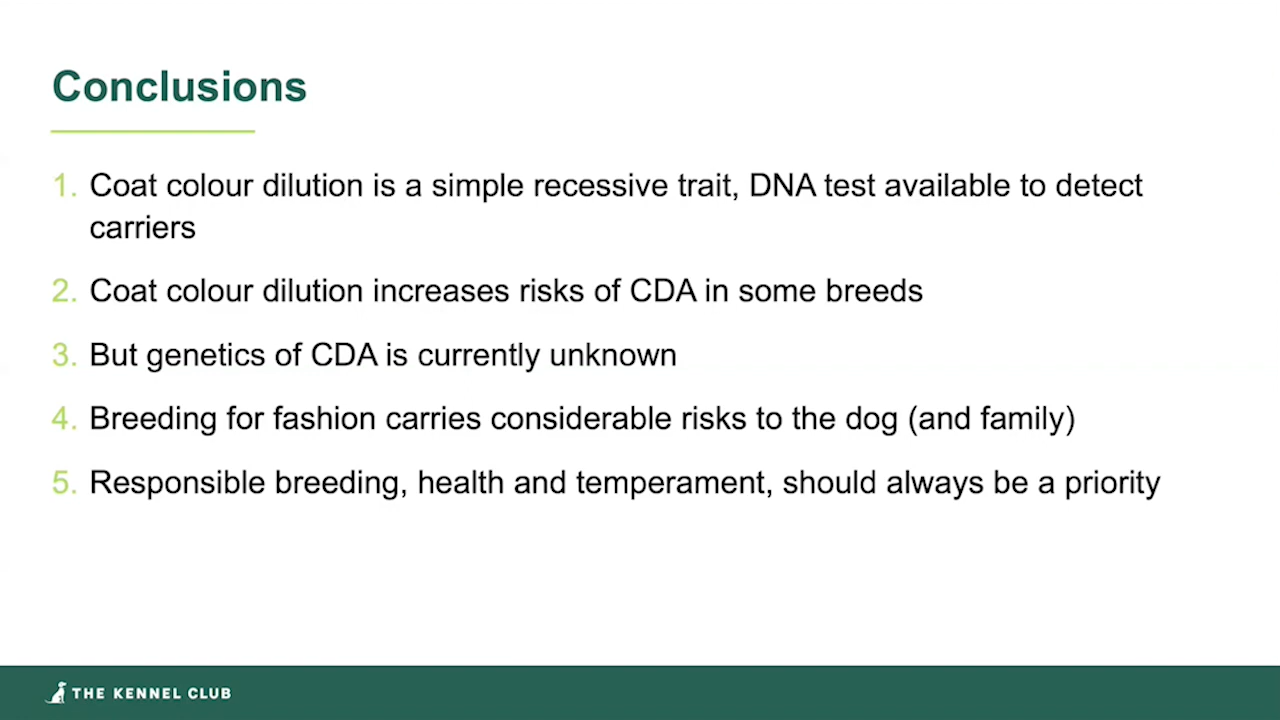 Conclusions
1. Coat colour dilution is a simple recessive trait, DNA test available to detect
carriers
2. Coat colour dilution increases risks of CDA in some breeds
3. But genetics of CDA is currently unknown
4. Breeding for fashion carries considerable risks to the dog (and family)
5. Responsible breeding, health and temperament, should always be a priority
THE KENNEL CLUB